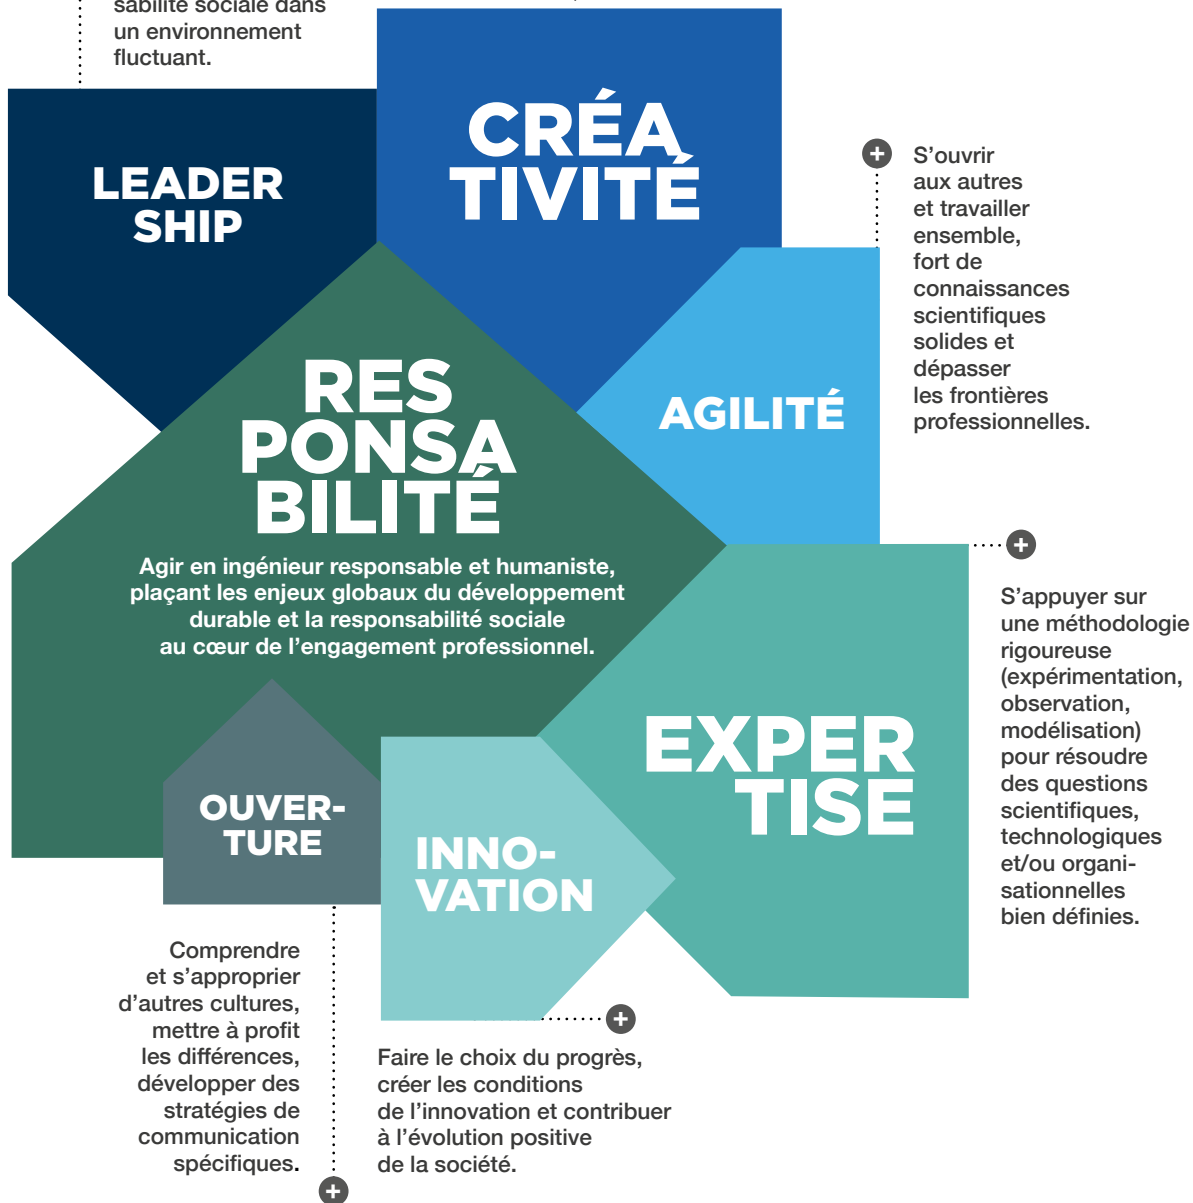 sabilité sociale dans
un environnement
fluctuant.
LEADER
SHIP
CRÉA
TIVITÉ
S’ouvrir
aux autres
et travailler
ensemble,
fort de
connaissances
scientifiques
solides et
dépasser
les frontières
professionnelles.
AGILITÉ
RES
PONSA
BILITÉ
Agir en ingénieur responsable et humaniste,
plaçant les enjeux globaux du développement
durable et la responsabilité sociale
au cœur de l’engagement professionnel.
S’appuyer sur
une méthodologie
rigoureuse
(expérimentation,
observation,
modélisation)
pour résoudre
des questions
scientifiques,
technologiques
et/ou organi-
sationnelles
bien définies.
EXPER
TISE
OUVER-
TURE
INNO-
VATION
Comprendre
et s’approprier
d’autres cultures,
mettre à profit
les différences,
développer des
stratégies de
communication
spécifiques.
Faire le choix du progrès,
créer les conditions
de l’innovation et contribuer
à l’évolution positive
de la société.